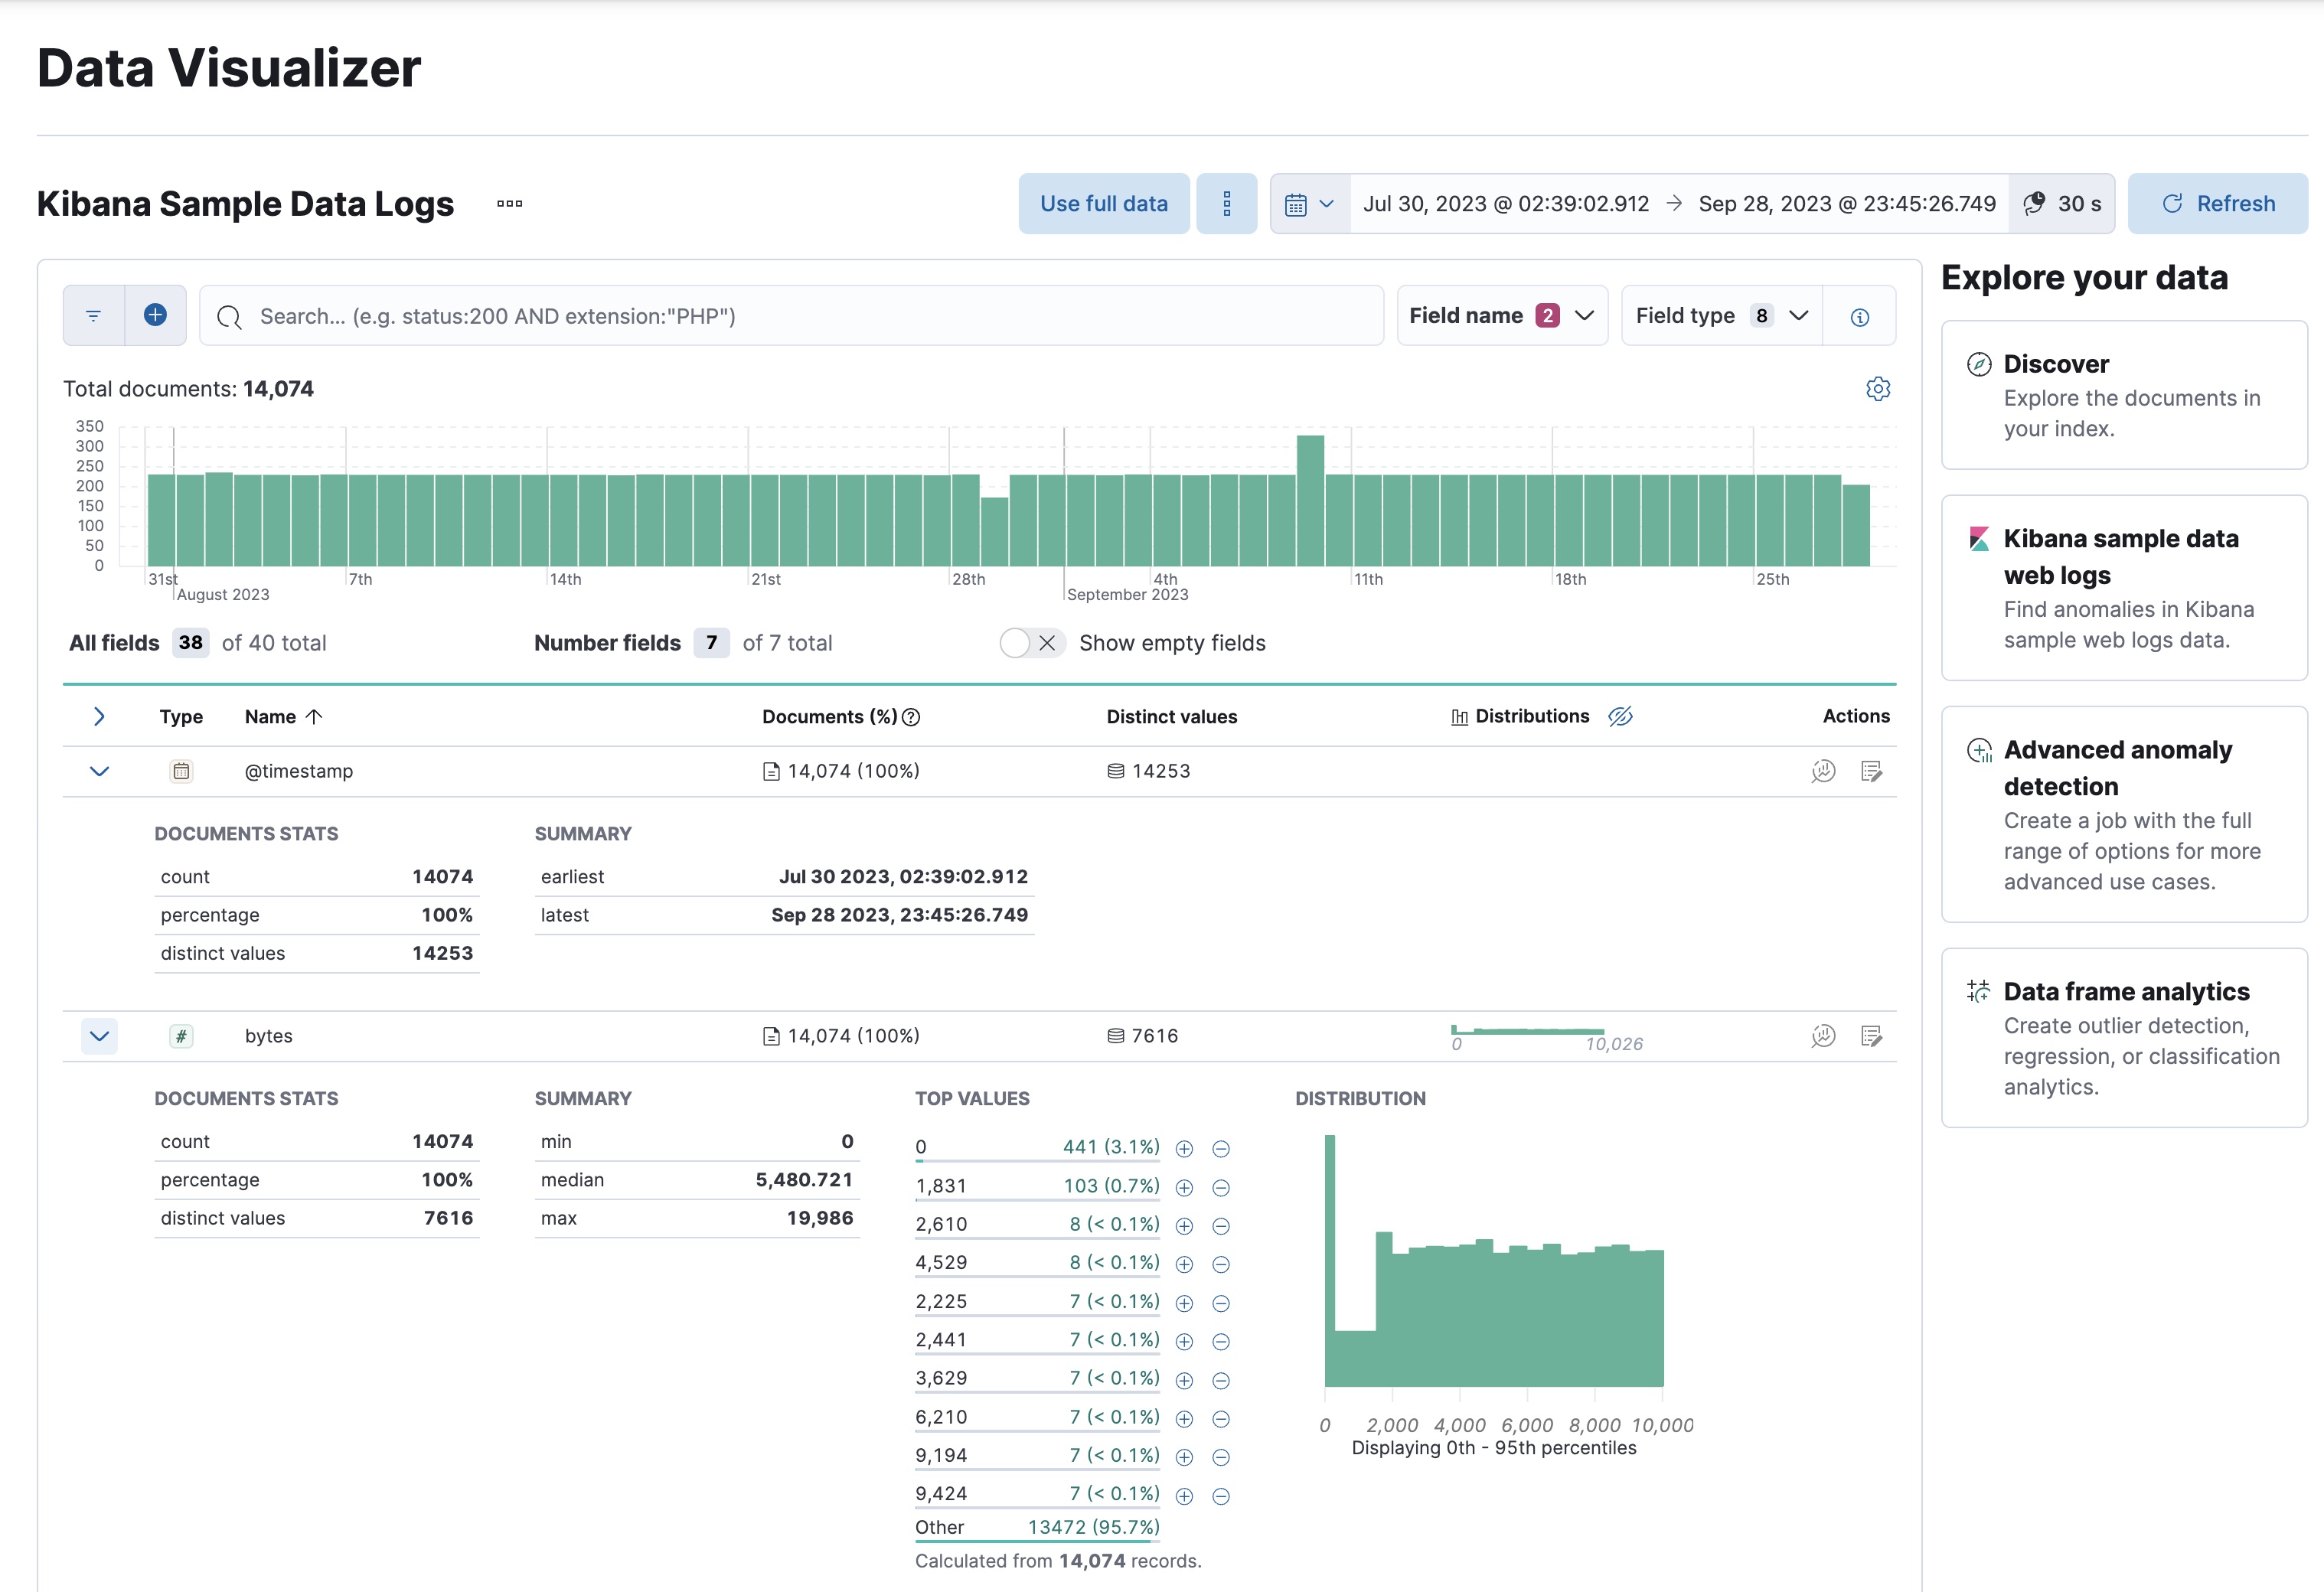 Data Visualizer
Kibana Sample Data Logs
Use full data
Jul 30, 2023 @ 02:39:02.912 → Sep 28, 2023 @ 23:45:26.749
30 s
Refresh
Search... (e.g. status:200 AND extension:"PHP")
Field name 2
Field type 8
Total documents: 14,074
350
300
250
200
150
100
50
0
31st 7th 14th 21st 28th 4th 11th 18th 25th
August 2023 September 2023
All fields 38 of 40 total Number fields 7 of 7 total Show empty fields
Type Name Documents (%) Distinct values Distributions Actions
@timestamp 14,074 (100%) 14253
DOCUMENTS STATS
count 14074
percentage 100%
distinct values 14253
SUMMARY
earliest Jul 30 2023, 02:39:02.912
latest Sep 28 2023, 23:45:26.749
# bytes 14,074 (100%) 7616
0 10,026
DOCUMENTS STATS
count 14074
percentage 100%
distinct values 7616
SUMMARY
min 0
median 5,480.721
max 19,986
TOP VALUES
0 441 (3.1%)
1,831 103 (0.7%)
2,610 8 (< 0.1%)
4,529 8 (< 0.1%)
2,225 7 (< 0.1%)
2,441 7 (< 0.1%)
3,629 7 (< 0.1%)
6,210 7 (< 0.1%)
9,194 7 (< 0.1%)
9,424 7 (< 0.1%)
Other 13472 (95.7%)
Calculated from 14,074 records.
DISTRIBUTION
0 2,000 4,000 6,000 8,000 10,000
Displaying 0th - 95th percentiles
Explore your data
Discover
Explore the documents in
your index.
Kibana sample data
web logs
Find anomalies in Kibana
sample web logs data.
Advanced anomaly
detection
Create a job with the full
range of options for more
advanced use cases.
Data frame analytics
Create outlier detection,
regression, or classification
analytics.